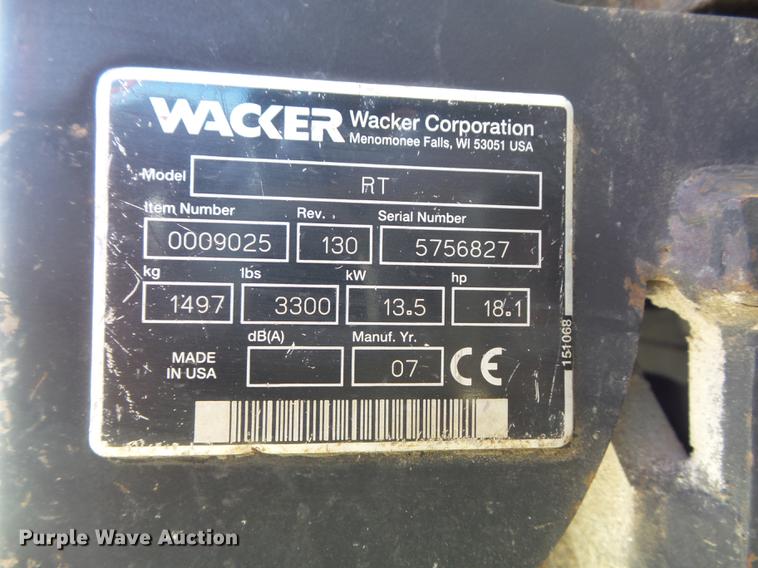 WACKER Wacker Corporation
Menomonee Falls, WI 53051 USA
Model RT
Item Number Rev. Serial Number
0009025 130 5756827
kg lbs kW hp
1497 3300 13.5 18.1
dB(A) Manuf. Yr.
MADE
IN USA 07 CE
151068
Purple Wave Auction